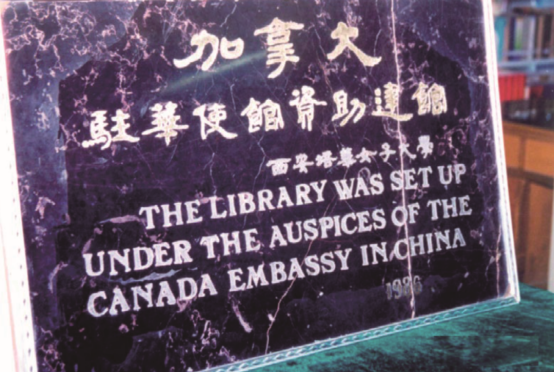 加拿大
駐華使館資助建館
西安培華女子大學
THE LIBRARY WAS SET UP
UNDER THE AUSPICES OF THE
CANADA EMBASSY IN CHINA
1996